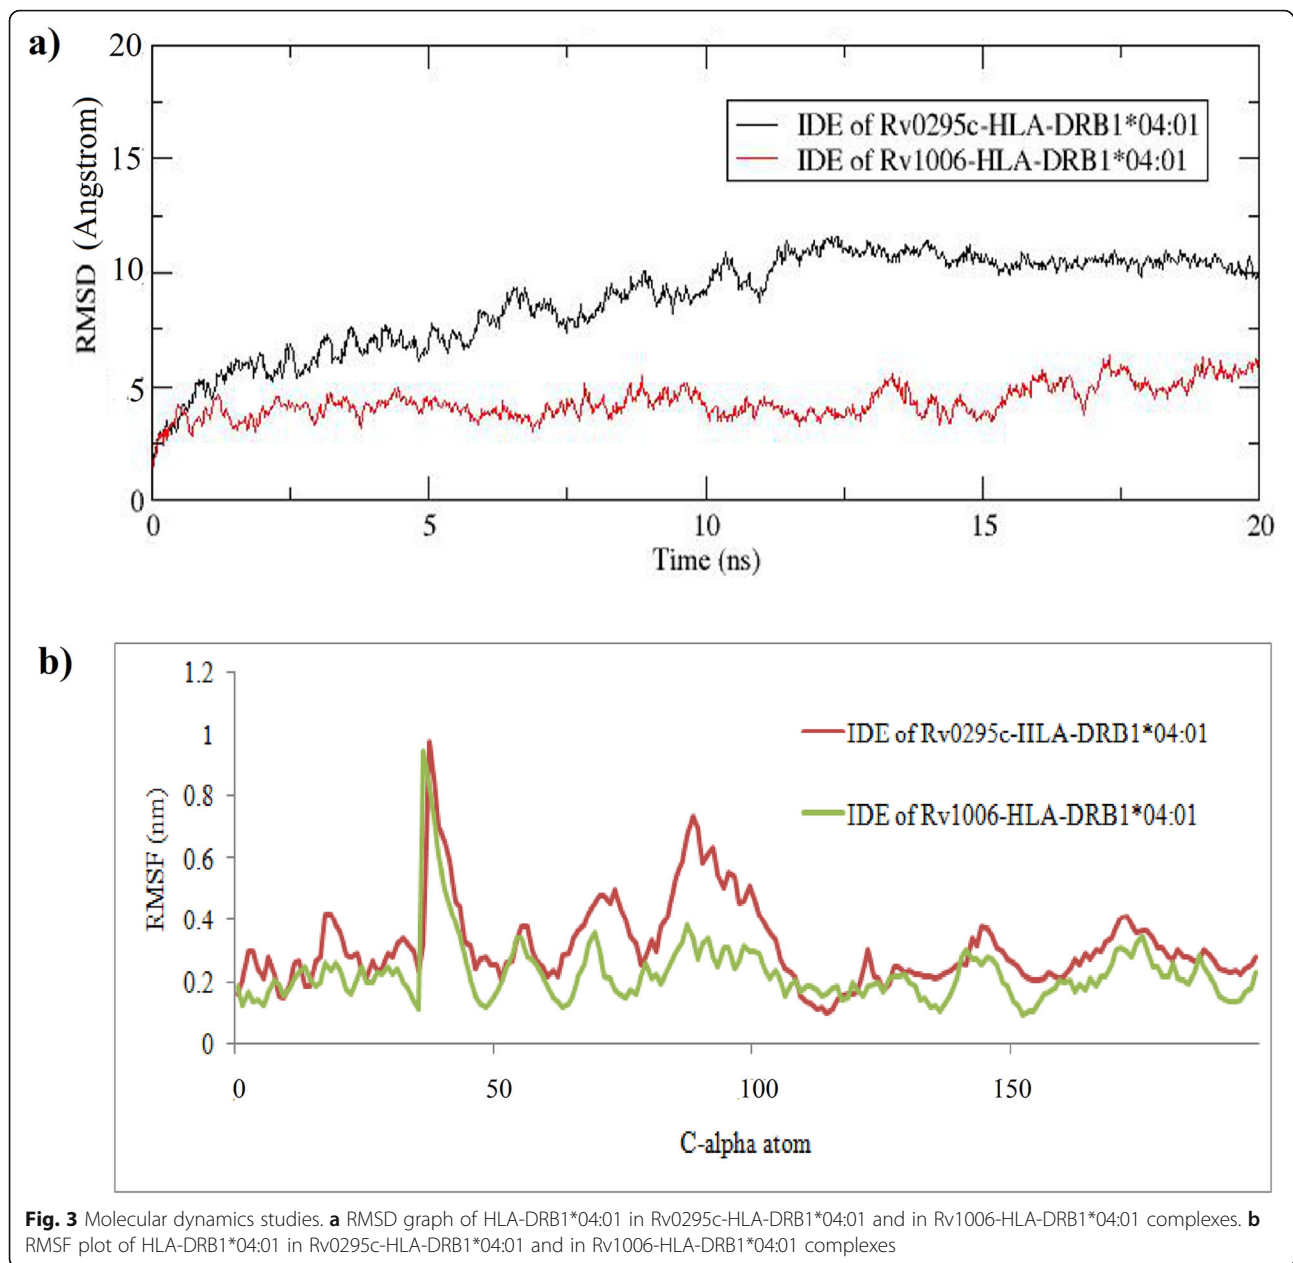 a)
20
15
10
5
0
RMSD (Angstrom)
IDE of Rv0295c-HLA-DRB1*04:01
IDE of Rv1006-HLA-DRB1*04:01
0 5 10 15 20
Time (ns)
b)
1.2
1
0.8
0.6
0.4
0.2
0
RMSF (nm)
IDE of Rv0295c-IILA-DRB1*04:01
IDE of Rv1006-HLA-DRB1*04:01
0 50 100 150
C-alpha atom
Fig. 3 Molecular dynamics studies. a RMSD graph of HLA-DRB1*04:01 in Rv0295c-HLA-DRB1*04:01 and in Rv1006-HLA-DRB1*04:01 complexes. b
RMSF plot of HLA-DRB1*04:01 in Rv0295c-HLA-DRB1*04:01 and in Rv1006-HLA-DRB1*04:01 complexes